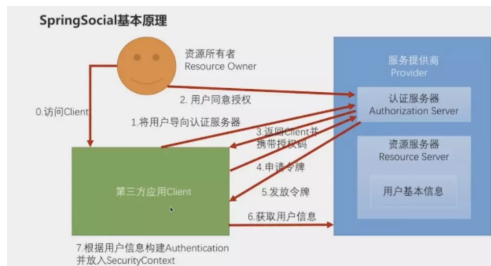 SpringSocial基本原理
资源所有者
Resource Owner
服务提供商
Provider
2. 用户同意授权
认证服务器
Authorization Server
0.访问Client
1.将用户导向认证服务器
3.返回Client并
携带授权码
资源服务器
Resource Server
4.申请令牌
第三方应用Client
5.发放令牌
用户基本信息
6.获取用户信息
7.根据用户信息构建Authentication
并放入SecurityContext